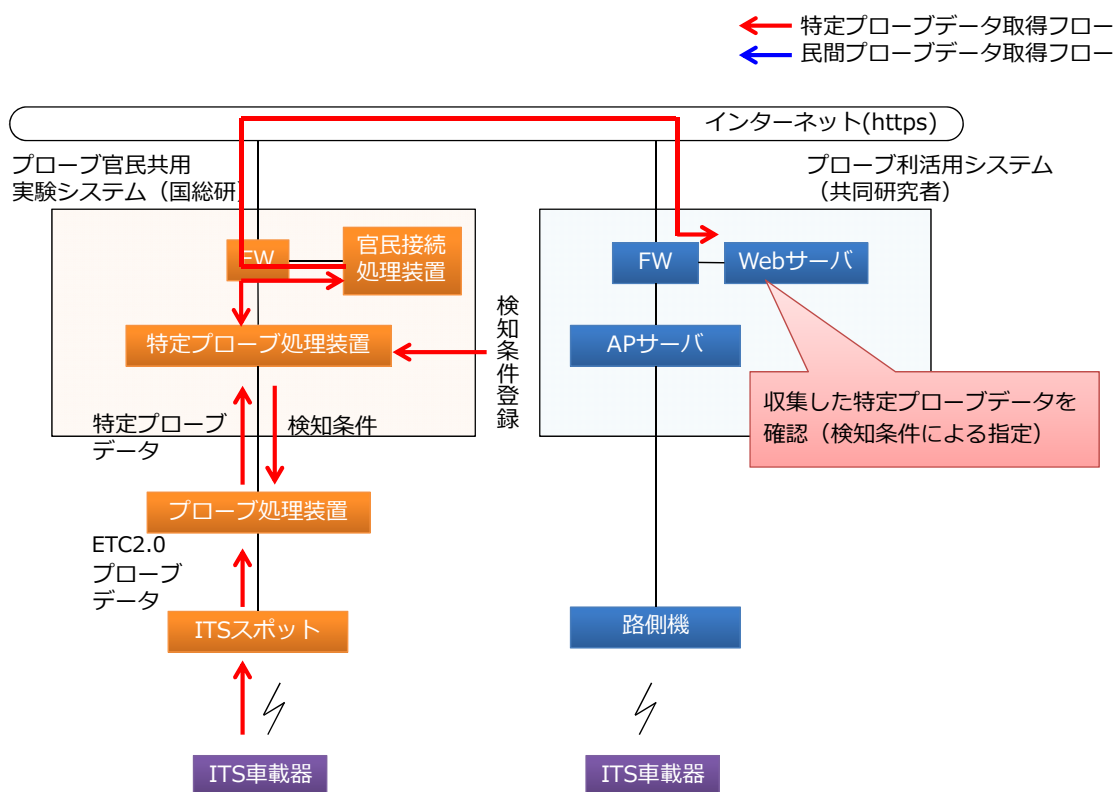 特定プローブデータ取得フロー
民間プローブデータ取得フロー
インターネット(https)
プローブ官民共用
実験システム（国総研）
プローブ利活用システム
（共同研究者）
FW
官民接続
処理装置
FW
Webサーバ
特定プローブ処理装置
検知条件登録
APサーバ
収集した特定プローブデータを
確認（検知条件による指定）
特定プローブ
データ
検知条件
プローブ処理装置
ETC2.0
プローブ
データ
ITSスポット
路側機
ITS車載器
ITS車載器